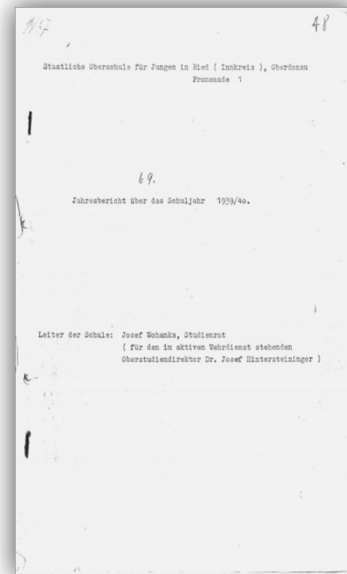 48
Staatliche Oberschule für Jungen in Ried ( Innkreis ), Oberdonau
Promenade 1
69.
Jahresbericht über das Schuljahr 1939/4o.
Leiter der Schule: Josef Wohanka, Studienrat
( für den im aktiven Wehrdienst stehenden
Oberstudiendirektor Dr. Josef Hintersteininger )